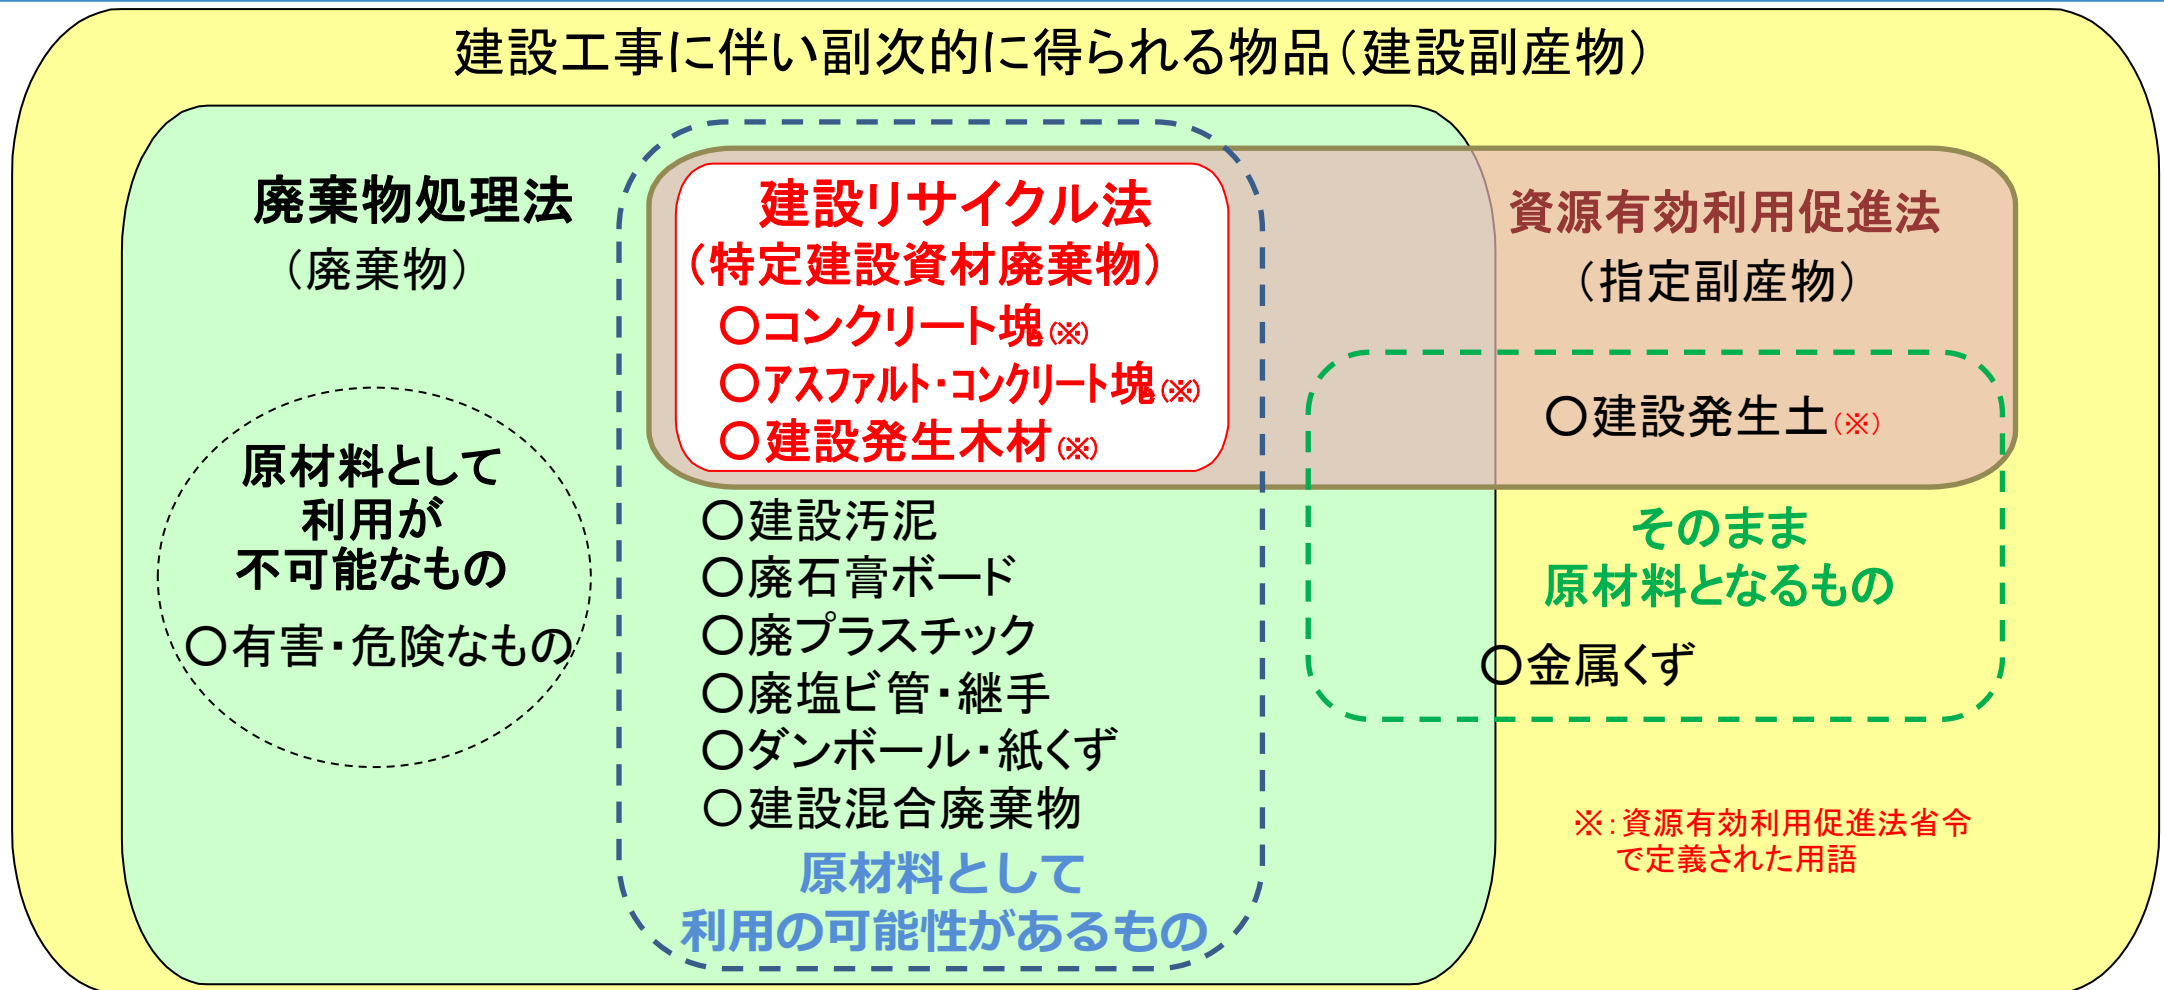 建設工事に伴い副次的に得られる物品（建設副産物）
廃棄物処理法
（廃棄物）
原材料として
利用が
不可能なもの
〇有害・危険なもの
建設リサイクル法
（特定建設資材廃棄物）
〇コンクリート塊（※）
〇アスファルト・コンクリート塊（※）
〇建設発生木材（※）
〇建設汚泥
〇廃石膏ボード
〇廃プラスチック
〇廃塩ビ管・継手
〇ダンボール・紙くず
〇建設混合廃棄物
原材料として
利用の可能性があるもの
資源有効利用促進法
（指定副産物）
〇建設発生土（※）
そのまま
原材料となるもの
〇金属くず
※：資源有効利用促進法省令
で定義された用語